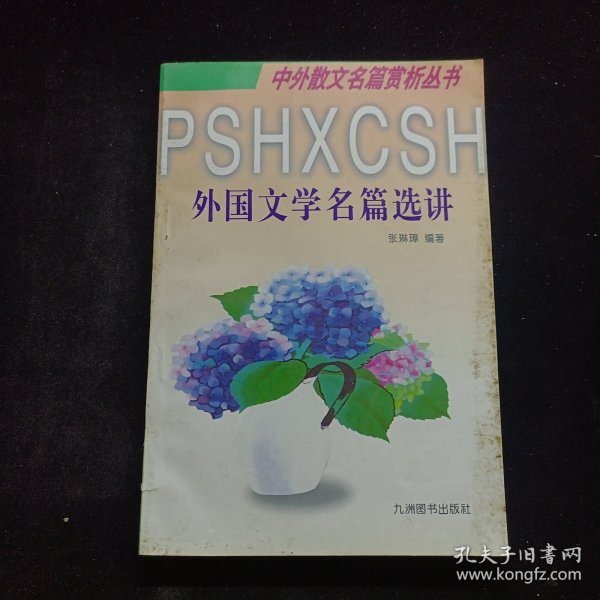 中外散文名篇赏析丛书
PSHXCSH
外国文学名篇选讲
张琳璋 编著
九洲图书出版社
孔夫子旧书网
www.kongfz.com